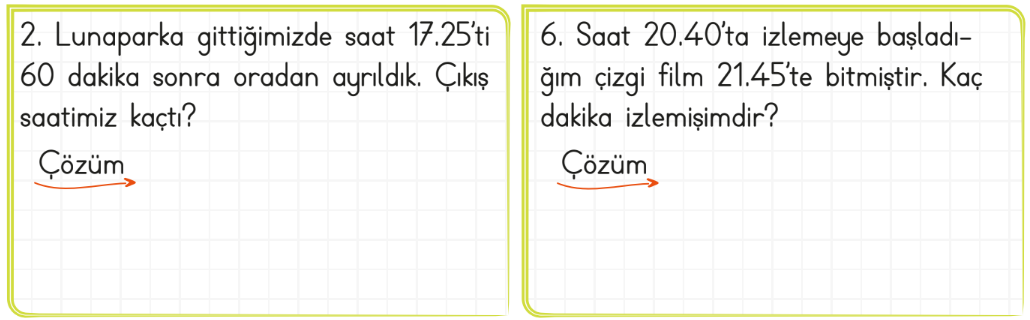 2. Lunaparka gittiğimizde saat 17.25'ti
60 dakika sonra oradan ayrıldık. Çıkış
saatimiz kaçtı?
Çözüm
6. Saat 20.40'ta izlemeye başladı-
ğım çizgi film 21.45'te bitmiştir. Kaç
dakika izlemişimdir?
Çözüm